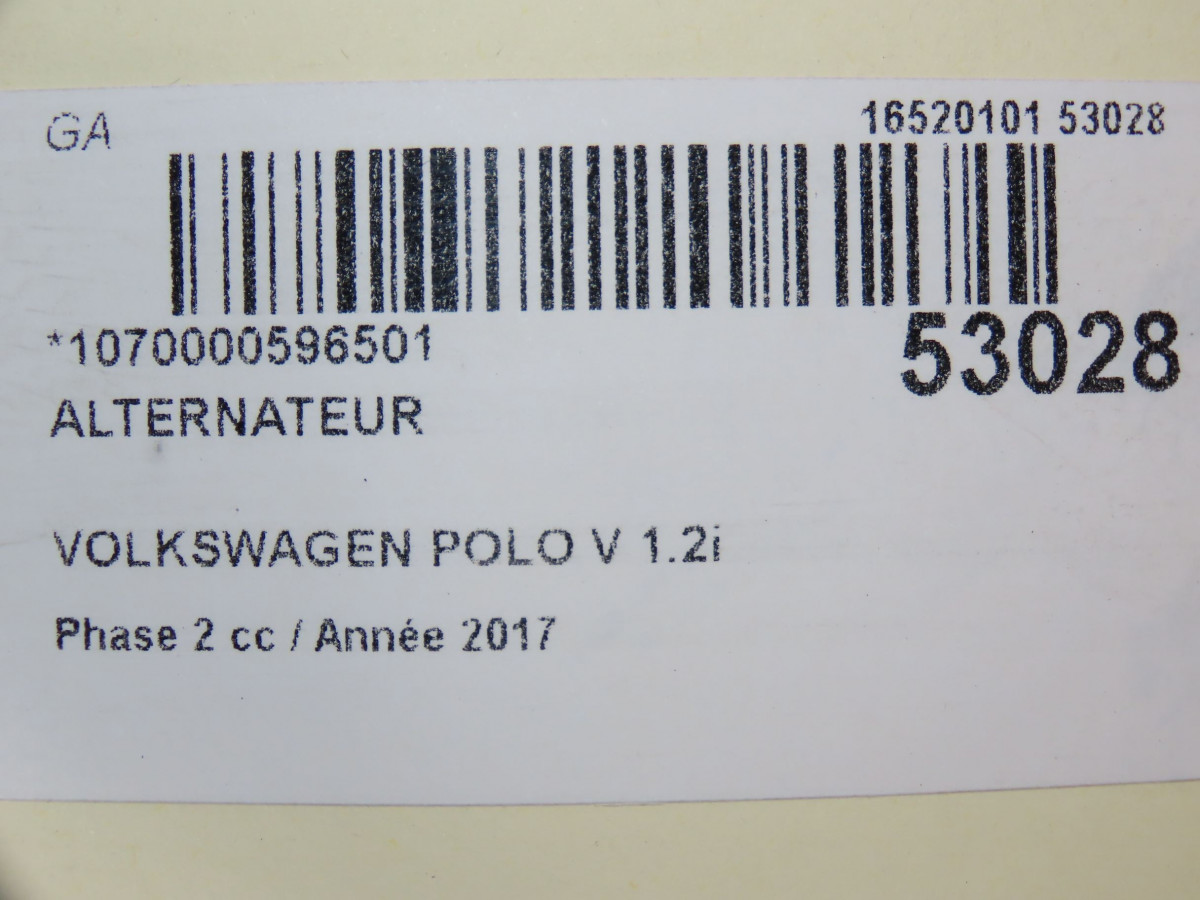 GA
16520101 53028
*1070000596501
53028
ALTERNATEUR
VOLKSWAGEN POLO V 1.2i
Phase 2 cc / Année 2017